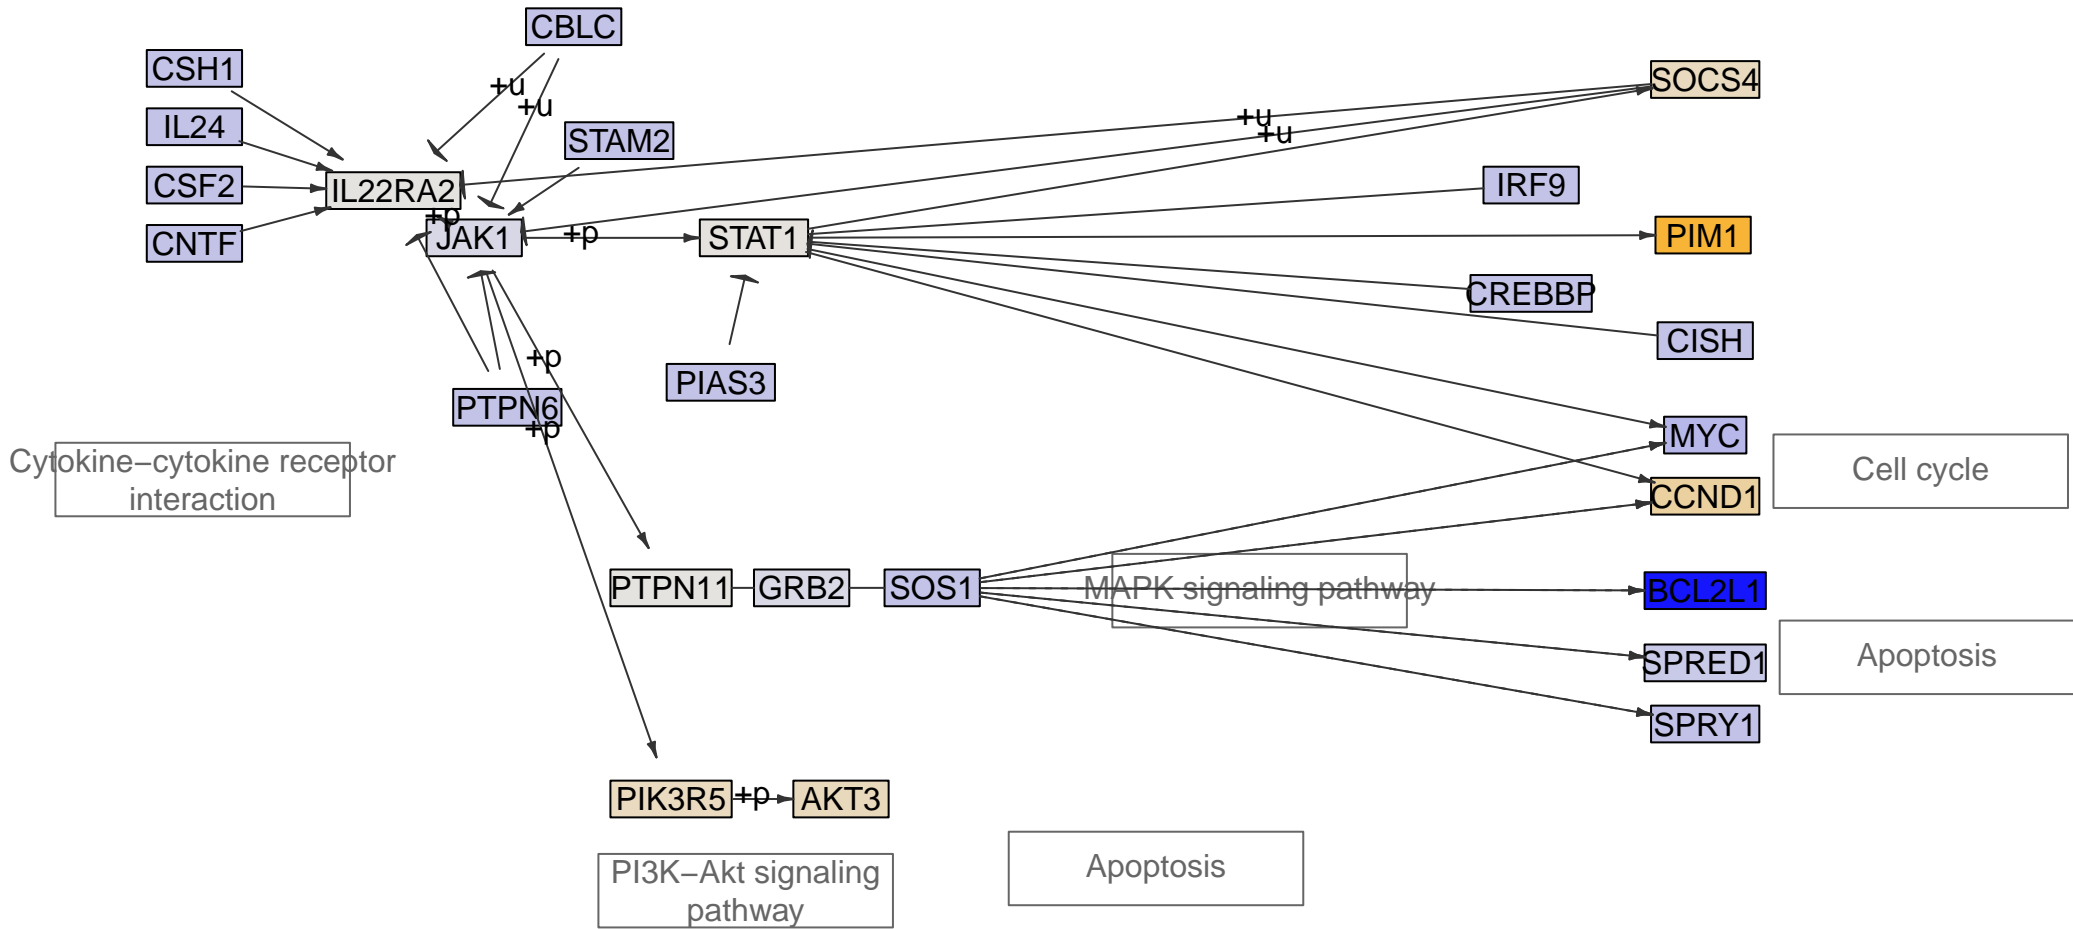 CBLC
CSH1
SOCS4
+u
+u
+u
+u
IL24
STAM2
CSF2
IL22RA2
IRF9
+p
CNTF
JAK1
+p
STAT1
PIM1
CREBBP
CISH
+p
PIAS3
PTPN6
+p
MYC
Cytokine−cytokine receptor
interaction
Cell cycle
CCND1
PTPN11
GRB2
SOS1
MAPK signaling pathway
BCL2L1
SPRED1
Apoptosis
SPRY1
PIK3R5
+p
AKT3
PI3K−Akt signaling
pathway
Apoptosis